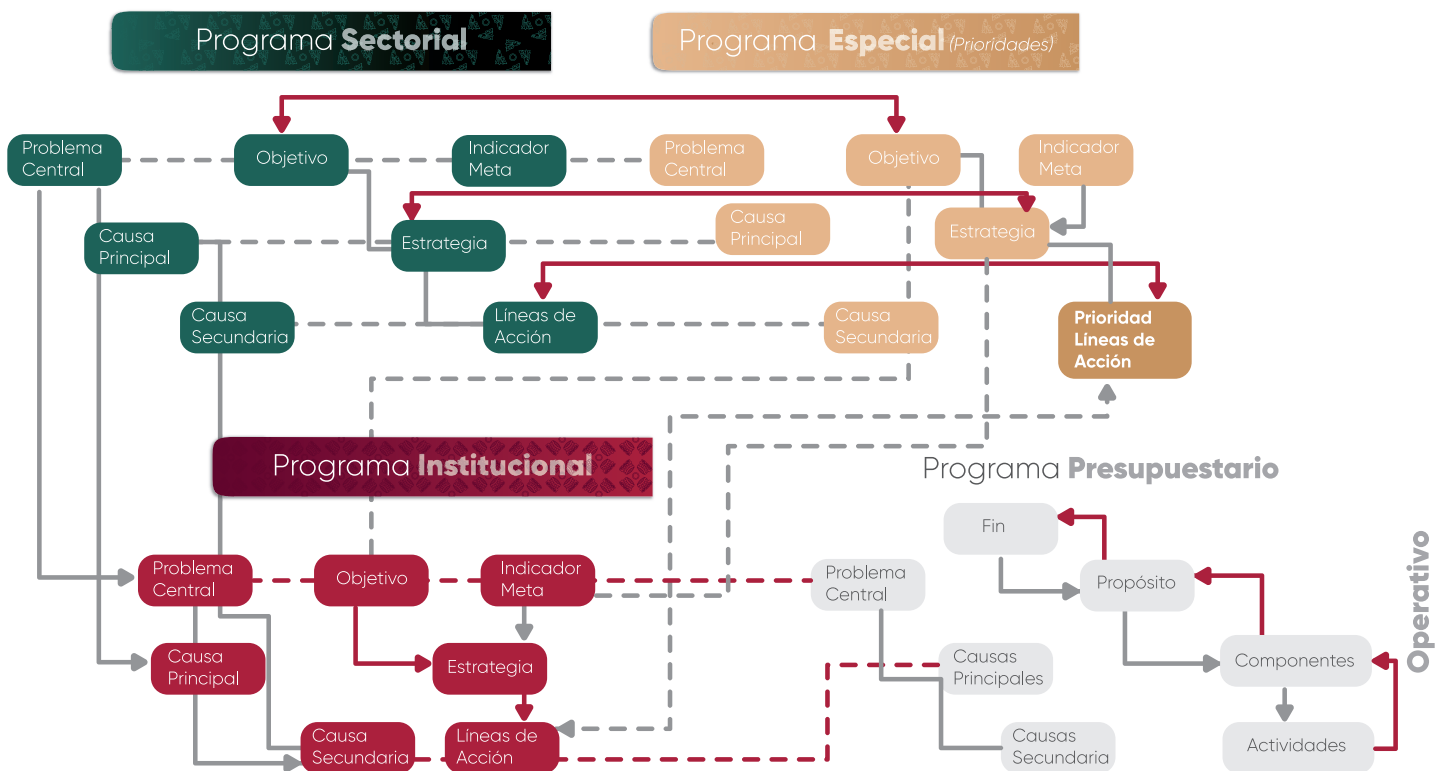 Programa Sectorial
Programa Especial (Prioridades)
Problema
Central
Objetivo
Indicador
Meta
Problema
Central
Objetivo
Indicador
Meta
Causa
Principal
Estrategia
Causa
Principal
Estrategia
Causa
Secundaria
Líneas de
Acción
Causa
Secundaria
Prioridad
Líneas de
Acción
Programa Institucional
Programa Presupuestario
Fin
Problema
Central
Objetivo
Indicador
Meta
Problema
Central
Propósito
Operativo
Causa
Principal
Estrategia
Causas
Principales
Componentes
Causa
Secundaria
Líneas de
Acción
Causas
Secundaria
Actividades